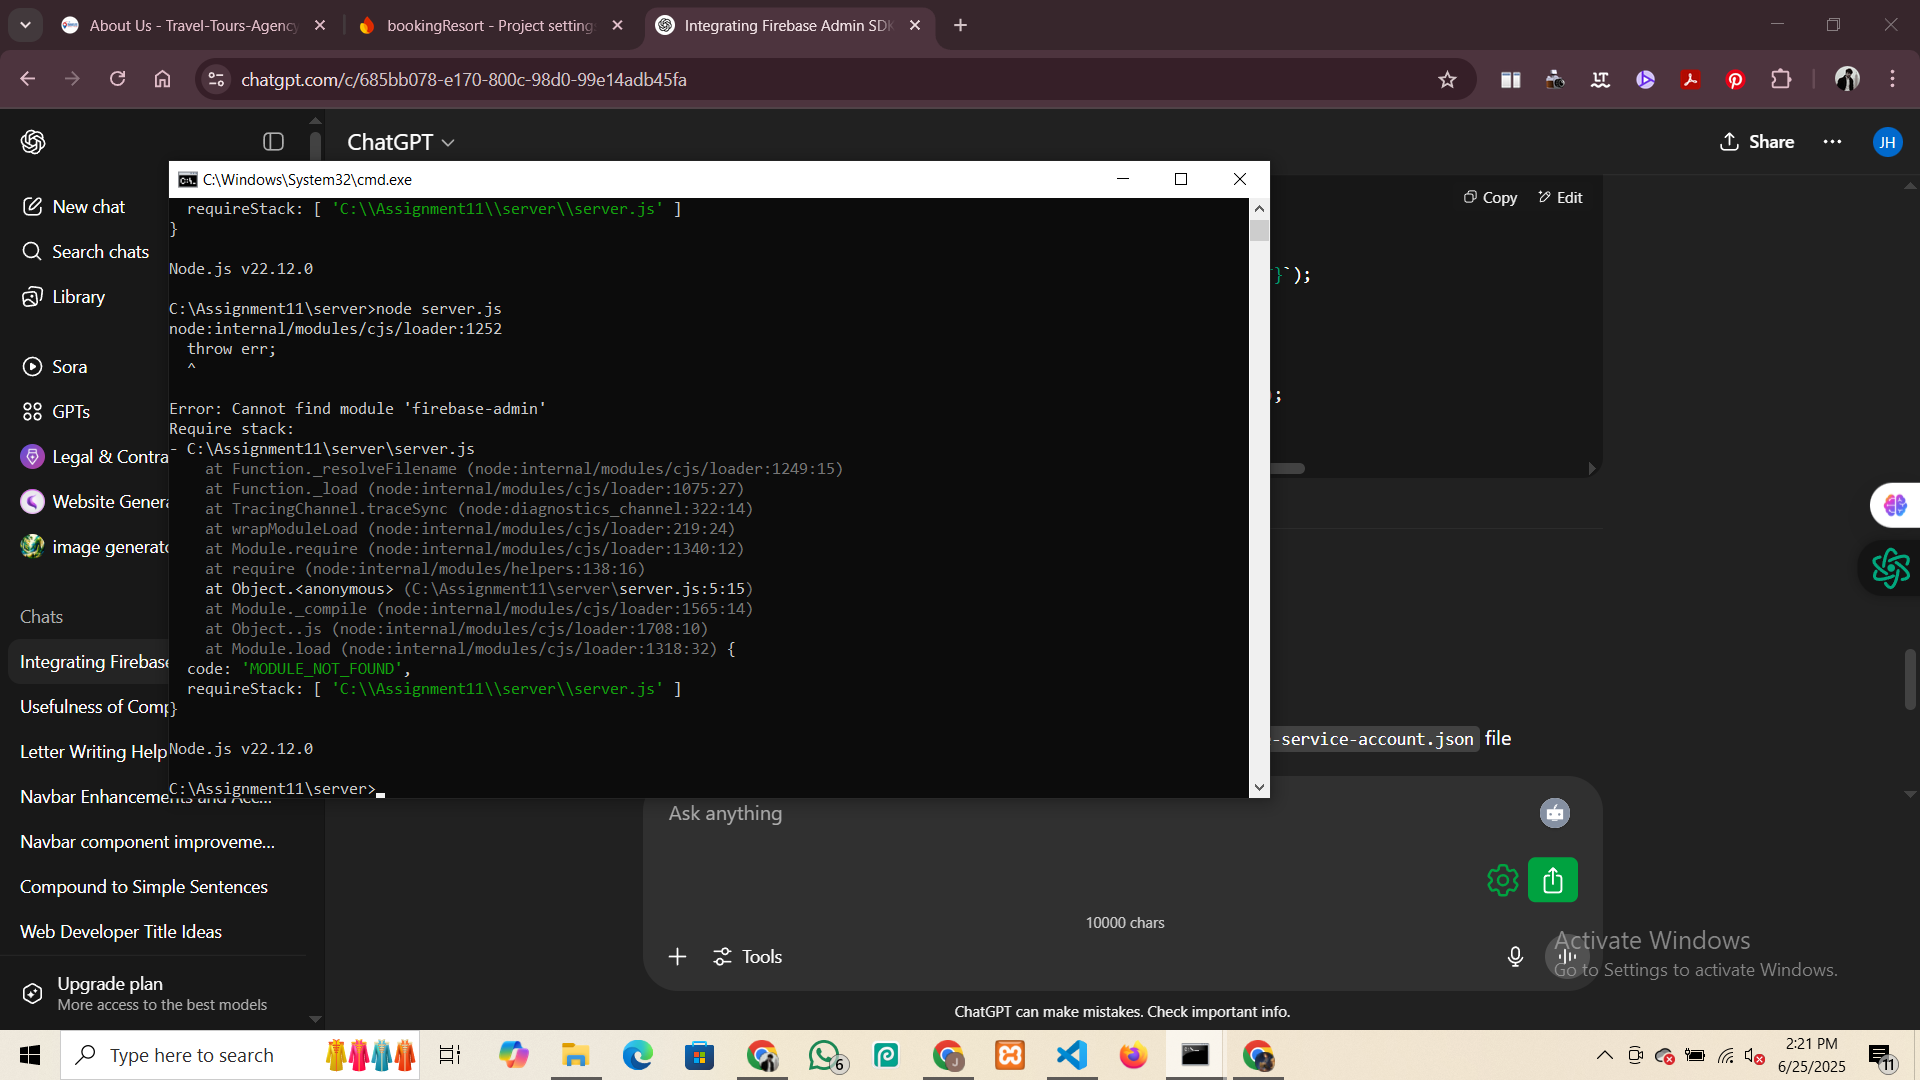 About Us - Travel-Tours-Agency
bookingResort - Project setting
Integrating Firebase Admin SDK
chatgpt.com/c/685bb078-e170-800c-98d0-99e14adb45fa
ChatGPT
Share
JH
New chat
Search chats
Library
Sora
GPTs
Legal & Contra
Website Genera
image generato
Chats
Integrating Firebase
Usefulness of Comp
Letter Writing Help
Navbar Enhancements and Acc...
Navbar component improveme...
Compound to Simple Sentences
Web Developer Title Ideas
Upgrade plan
More access to the best models
C:\Windows\System32\cmd.exe
requireStack: [ 'C:\\Assignment11\\server\\server.js' ]
}
Node.js v22.12.0
C:\Assignment11\server>node server.js
node:internal/modules/cjs/loader:1252
throw err;
^
Error: Cannot find module 'firebase-admin'
Require stack:
- C:\Assignment11\server\server.js
at Function._resolveFilename (node:internal/modules/cjs/loader:1249:15)
at Function._load (node:internal/modules/cjs/loader:1075:27)
at TracingChannel.traceSync (node:diagnostics_channel:322:14)
at wrapModuleLoad (node:internal/modules/cjs/loader:219:24)
at Module.require (node:internal/modules/cjs/loader:1340:12)
at require (node:internal/modules/helpers:138:16)
at Object.<anonymous> (C:\Assignment11\server\server.js:5:15)
at Module._compile (node:internal/modules/cjs/loader:1565:14)
at Object..js (node:internal/modules/cjs/loader:1708:10)
at Module.load (node:internal/modules/cjs/loader:1318:32) {
code: 'MODULE_NOT_FOUND',
requireStack: [ 'C:\\Assignment11\\server\\server.js' ]
}
Node.js v22.12.0
C:\Assignment11\server>
Copy
Edit
}`);
;
-service-account.json file
Ask anything
10000 chars
Tools
ChatGPT can make mistakes. Check important info.
Activate Windows
Go to Settings to activate Windows.
Type here to search
6
2:21 PM
6/25/2025
11